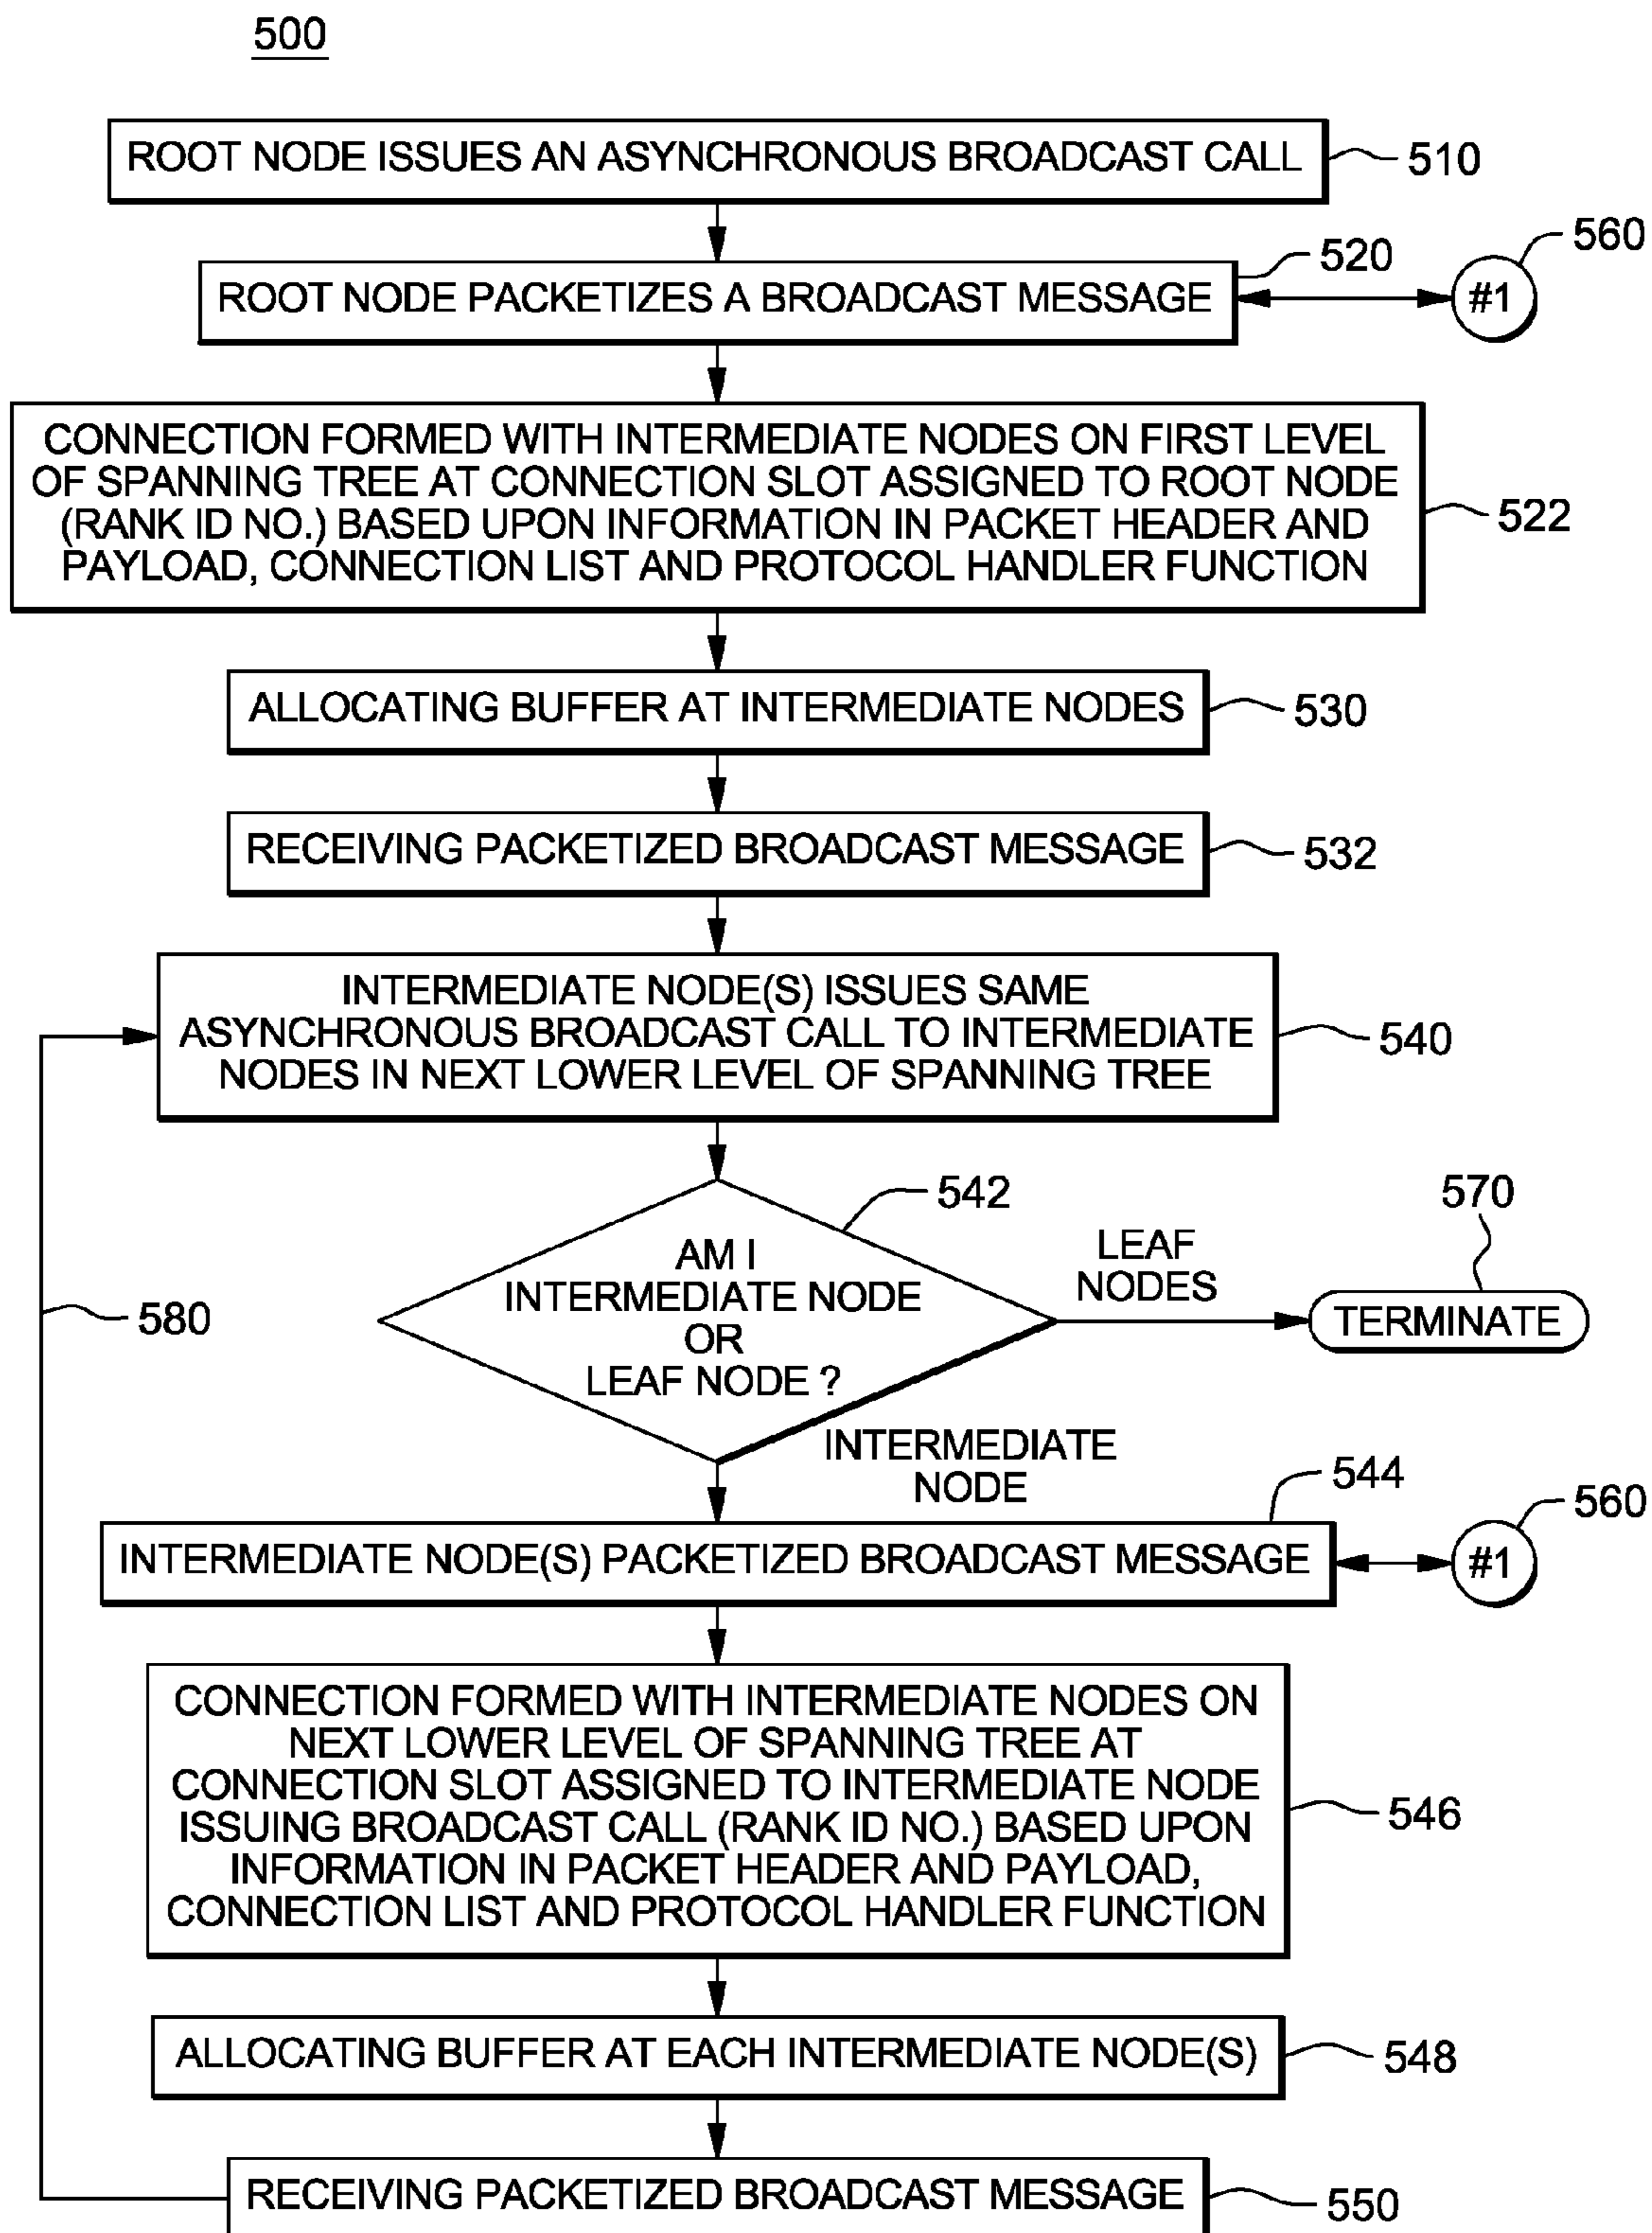 500
ROOT NODE ISSUES AN ASYNCHRONOUS BROADCAST CALL
510
ROOT NODE PACKETIZES A BROADCAST MESSAGE
520
560
#1
CONNECTION FORMED WITH INTERMEDIATE NODES ON FIRST LEVEL
OF SPANNING TREE AT CONNECTION SLOT ASSIGNED TO ROOT NODE
(RANK ID NO.) BASED UPON INFORMATION IN PACKET HEADER AND
PAYLOAD, CONNECTION LIST AND PROTOCOL HANDLER FUNCTION
522
ALLOCATING BUFFER AT INTERMEDIATE NODES
530
RECEIVING PACKETIZED BROADCAST MESSAGE
532
INTERMEDIATE NODE(S) ISSUES SAME
ASYNCHRONOUS BROADCAST CALL TO INTERMEDIATE
NODES IN NEXT LOWER LEVEL OF SPANNING TREE
540
542
AM I
INTERMEDIATE NODE
OR
LEAF NODE ?
LEAF
NODES
570
TERMINATE
580
INTERMEDIATE
NODE
544
INTERMEDIATE NODE(S) PACKETIZED BROADCAST MESSAGE
560
#1
CONNECTION FORMED WITH INTERMEDIATE NODES ON
NEXT LOWER LEVEL OF SPANNING TREE AT
CONNECTION SLOT ASSIGNED TO INTERMEDIATE NODE
ISSUING BROADCAST CALL (RANK ID NO.) BASED UPON
INFORMATION IN PACKET HEADER AND PAYLOAD,
CONNECTION LIST AND PROTOCOL HANDLER FUNCTION
546
ALLOCATING BUFFER AT EACH INTERMEDIATE NODE(S)
548
RECEIVING PACKETIZED BROADCAST MESSAGE
550